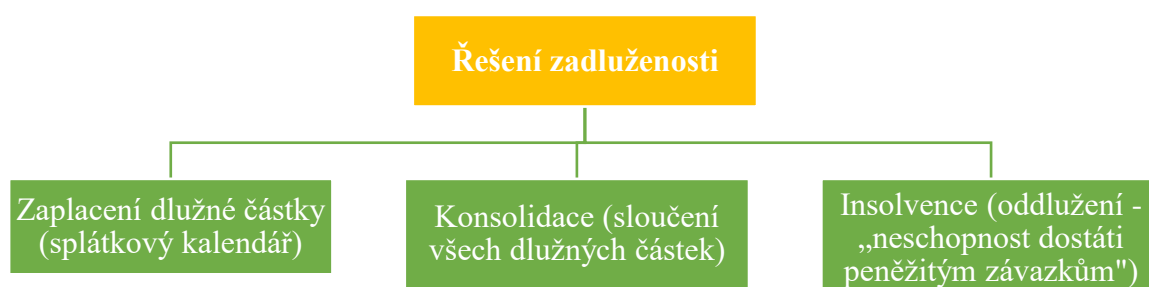 Řešení zadluženosti
Zaplacení dlužné částky
(splátkový kalendář)
Konsolidace (sloučení
všech dlužných částek)
Insolvence (oddlužení -
„neschopnost dostáti
peněžitým závazkům")